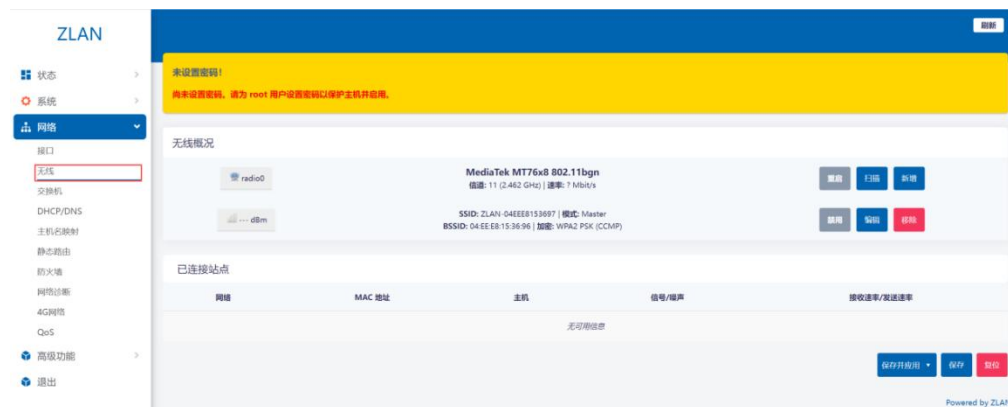 ZLAN
刷新
状态
系统
网络
接口
无线
交换机
DHCP/DNS
主机名映射
静态路由
防火墙
网络诊断
4G网络
QoS
高级功能
退出
未设置密码！
尚未设置密码。请为 root 用户设置密码以保护主机并启用。
无线概况
radio0
MediaTek MT76x8 802.11bgn
信道: 11 (2.462 GHz) | 速率: ? Mbit/s
重启 扫描 新增
--- dBm
SSID: ZLAN-04EEE8153697 | 模式: Master
BSSID: 04:EE:E8:15:36:96 | 加密: WPA2 PSK (CCMP)
禁用 编辑 移除
已连接站点
网络 MAC 地址 主机 信号/噪声 接收速率/发送速率
无可用信息
保存并应用 保存 复位
Powered by ZLAN